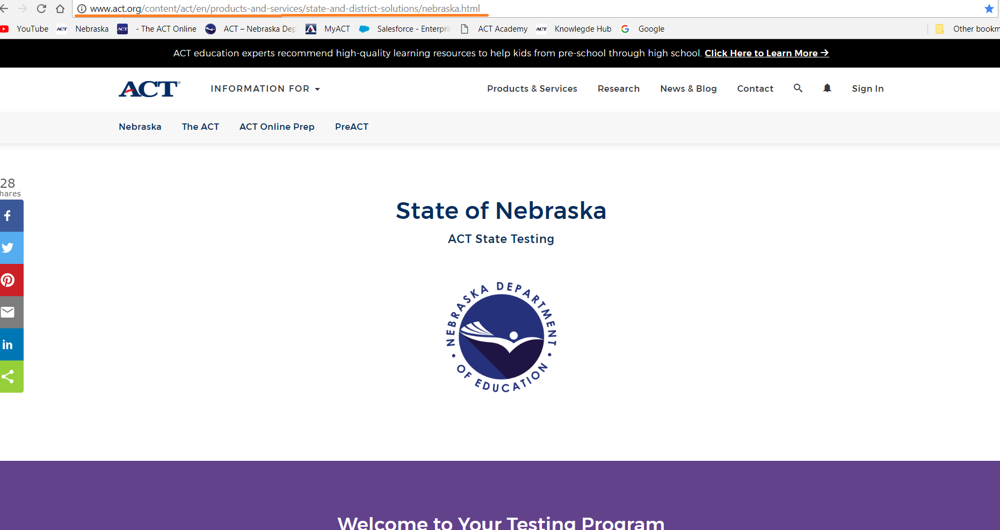 www.act.org/content/act/en/products-and-services/state-and-district-solutions/nebraska.html
YouTube ACT Nebraska ACT - The ACT Online ACT – Nebraska Dep MyACT Salesforce - Enterpri ACT Academy ACT Knowlegde Hub Google Other bookm
ACT education experts recommend high-quality learning resources to help kids from pre-school through high school. Click Here to Learn More →
ACT® INFORMATION FOR Products & Services Research News & Blog Contact Sign In
Nebraska The ACT ACT Online Prep PreACT
28
hares
State of Nebraska
ACT State Testing
NEBRASKA DEPARTMENT
• OF EDUCATION •
Welcome to Your Testing Program